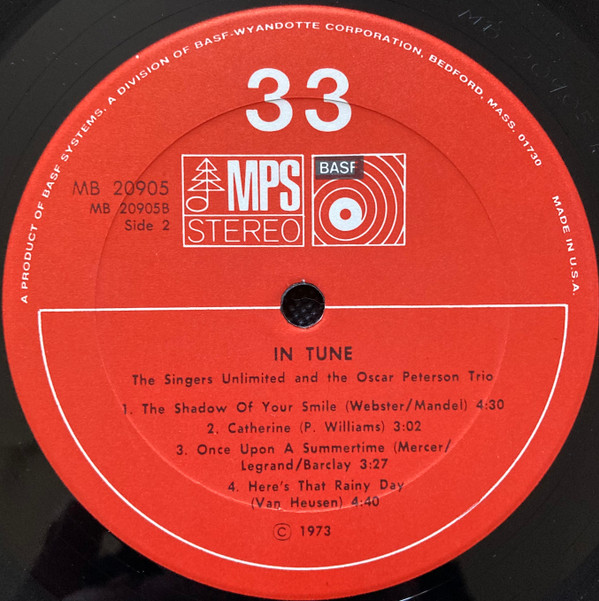 A PRODUCT OF BASF SYSTEMS, A DIVISION OF BASF-WYANDOTTE CORPORATION, BEDFORD, MASS. 01730
33
MB 20905
MB 20905B
Side 2
MPS
STEREO
BASF
MADE IN U.S.A.
IN TUNE
The Singers Unlimited and the Oscar Peterson Trio
1. The Shadow Of Your Smile (Webster/Mandel) 4:30
2. Catherine (P. Williams) 3:02
3. Once Upon A Summertime (Mercer/
Legrand/Barclay 3:27
4. Here's That Rainy Day
(Van Heusen) 4:40
© 1973